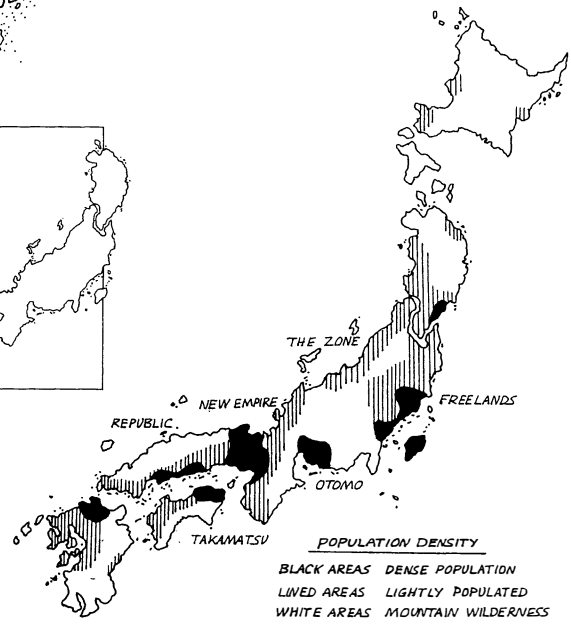 THE ZONE
NEW EMPIRE
FREELANDS
REPUBLIC.
OTOMO
TAKAMATSU
POPULATION DENSITY
BLACK AREAS DENSE POPULATION
LINED AREAS LIGHTLY POPULATED
WHITE AREAS MOUNTAIN WILDERNESS